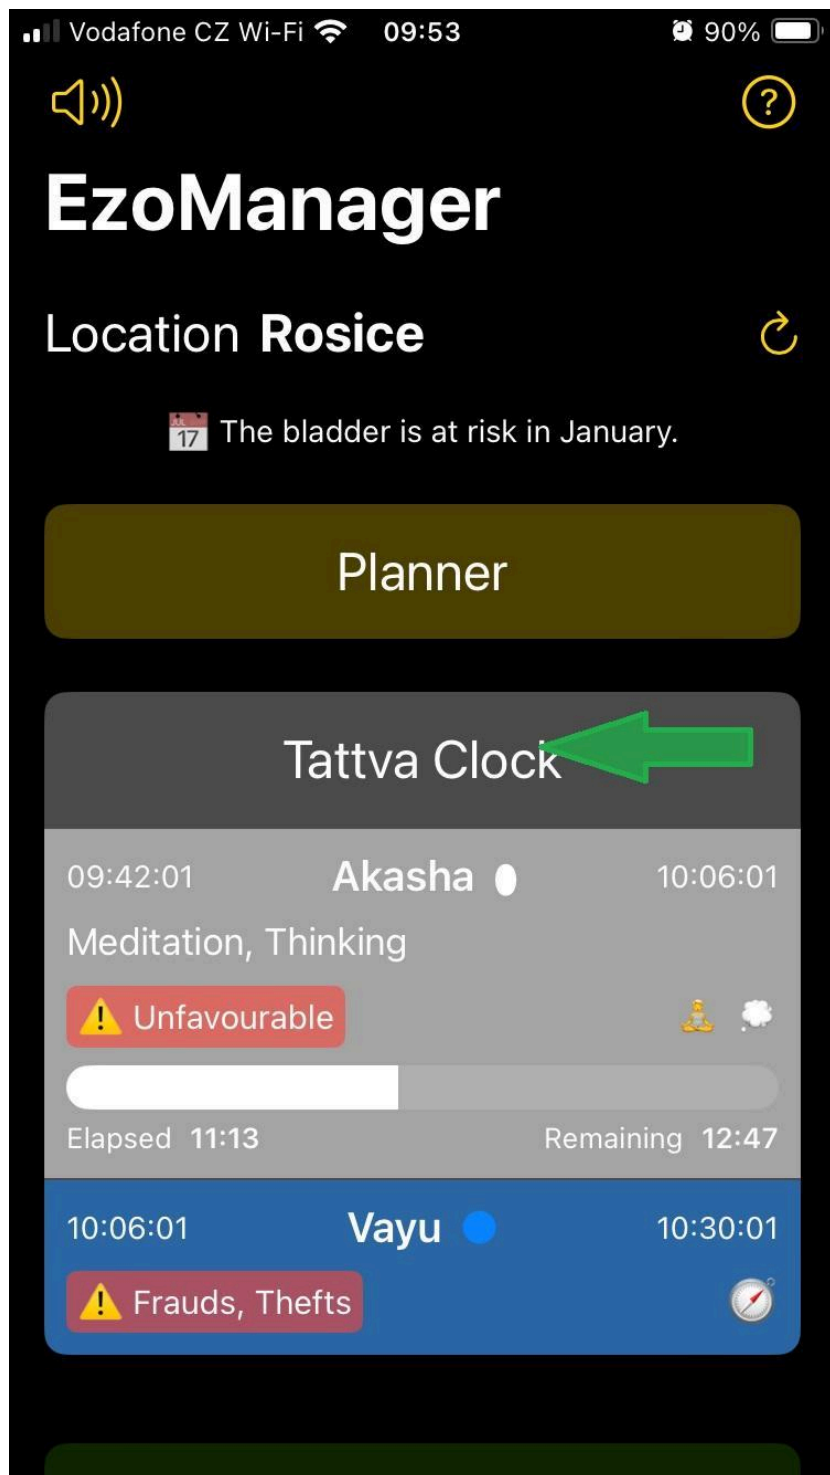 Vodafone CZ Wi-Fi 09:53 90%
EzoManager
Location Rosice
JUL 17 The bladder is at risk in January.
Planner
Tattva Clock
09:42:01 Akasha 10:06:01
Meditation, Thinking
Unfavourable
Elapsed 11:13 Remaining 12:47
10:06:01 Vayu 10:30:01
Frauds, Thefts